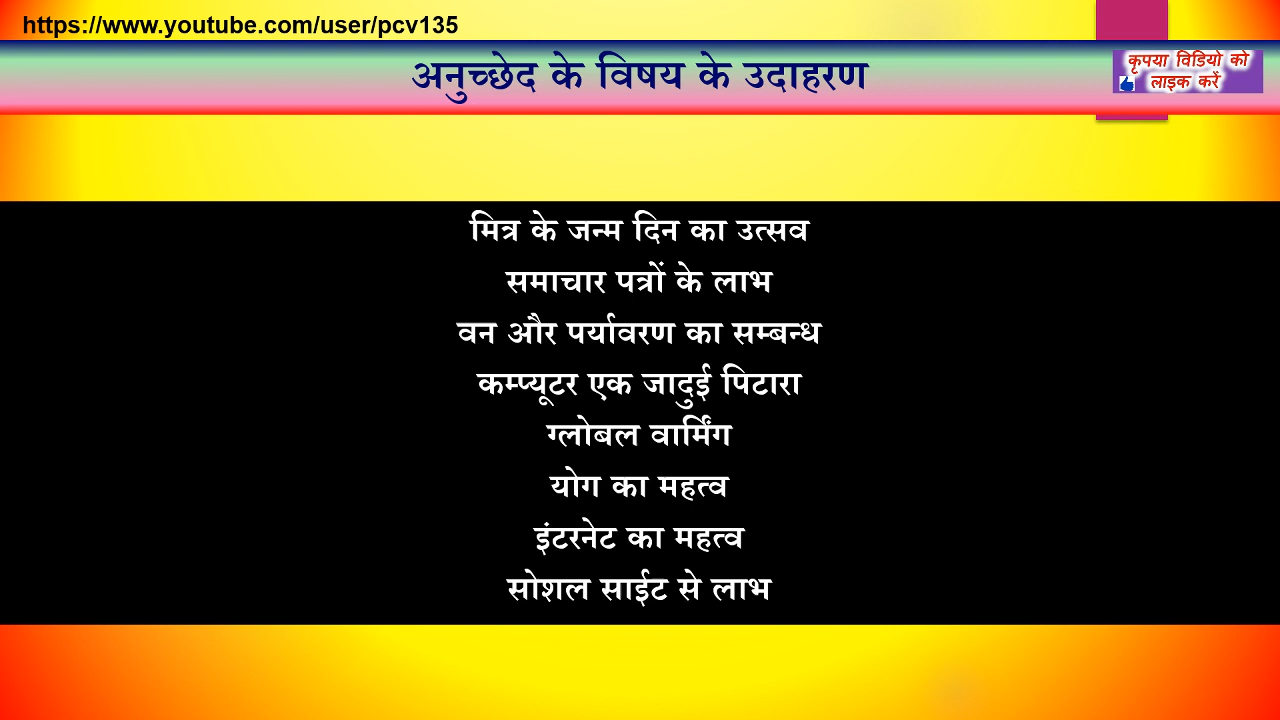 https://www.youtube.com/user/pcv135
अनुच्छेद के विषय के उदाहरण
कृपया विडियो को
लाइक करें
मित्र के जन्म दिन का उत्सव
समाचार पत्रों के लाभ
वन और पर्यावरण का सम्बन्ध
कम्प्यूटर एक जादुई पिटारा
ग्लोबल वार्मिंग
योग का महत्व
इंटरनेट का महत्व
सोशल साईट से लाभ